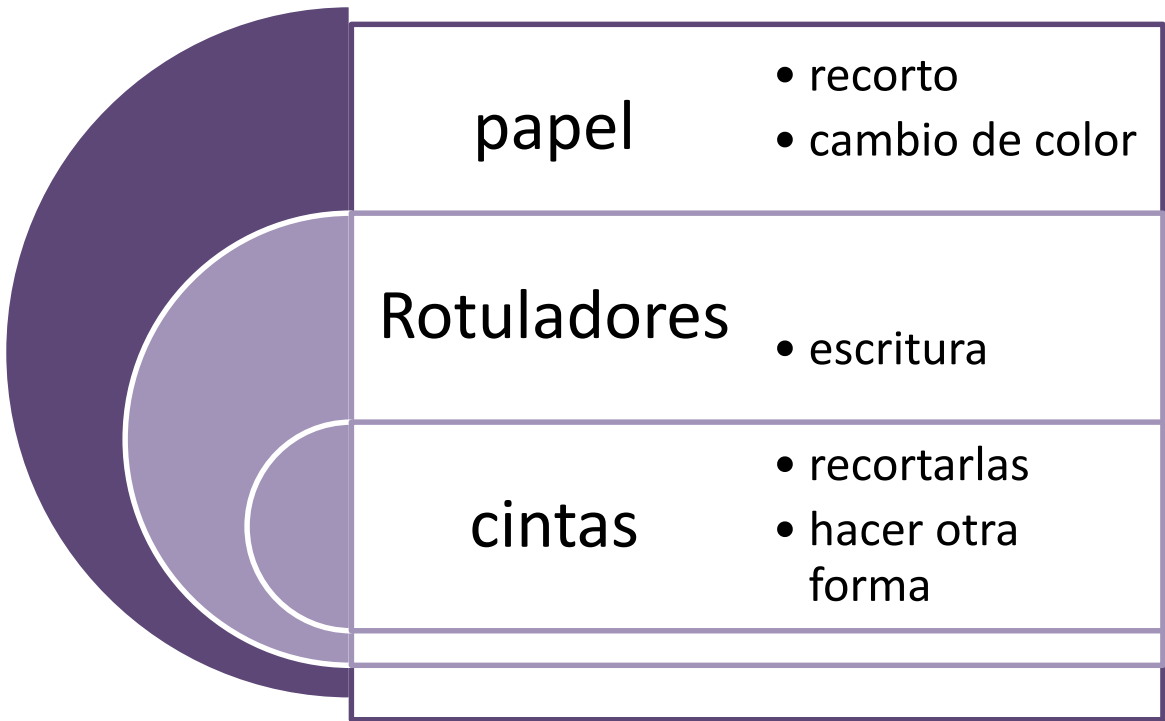 papel
• recorto
• cambio de color
Rotuladores
• escritura
cintas
• recortarlas
• hacer otra
forma